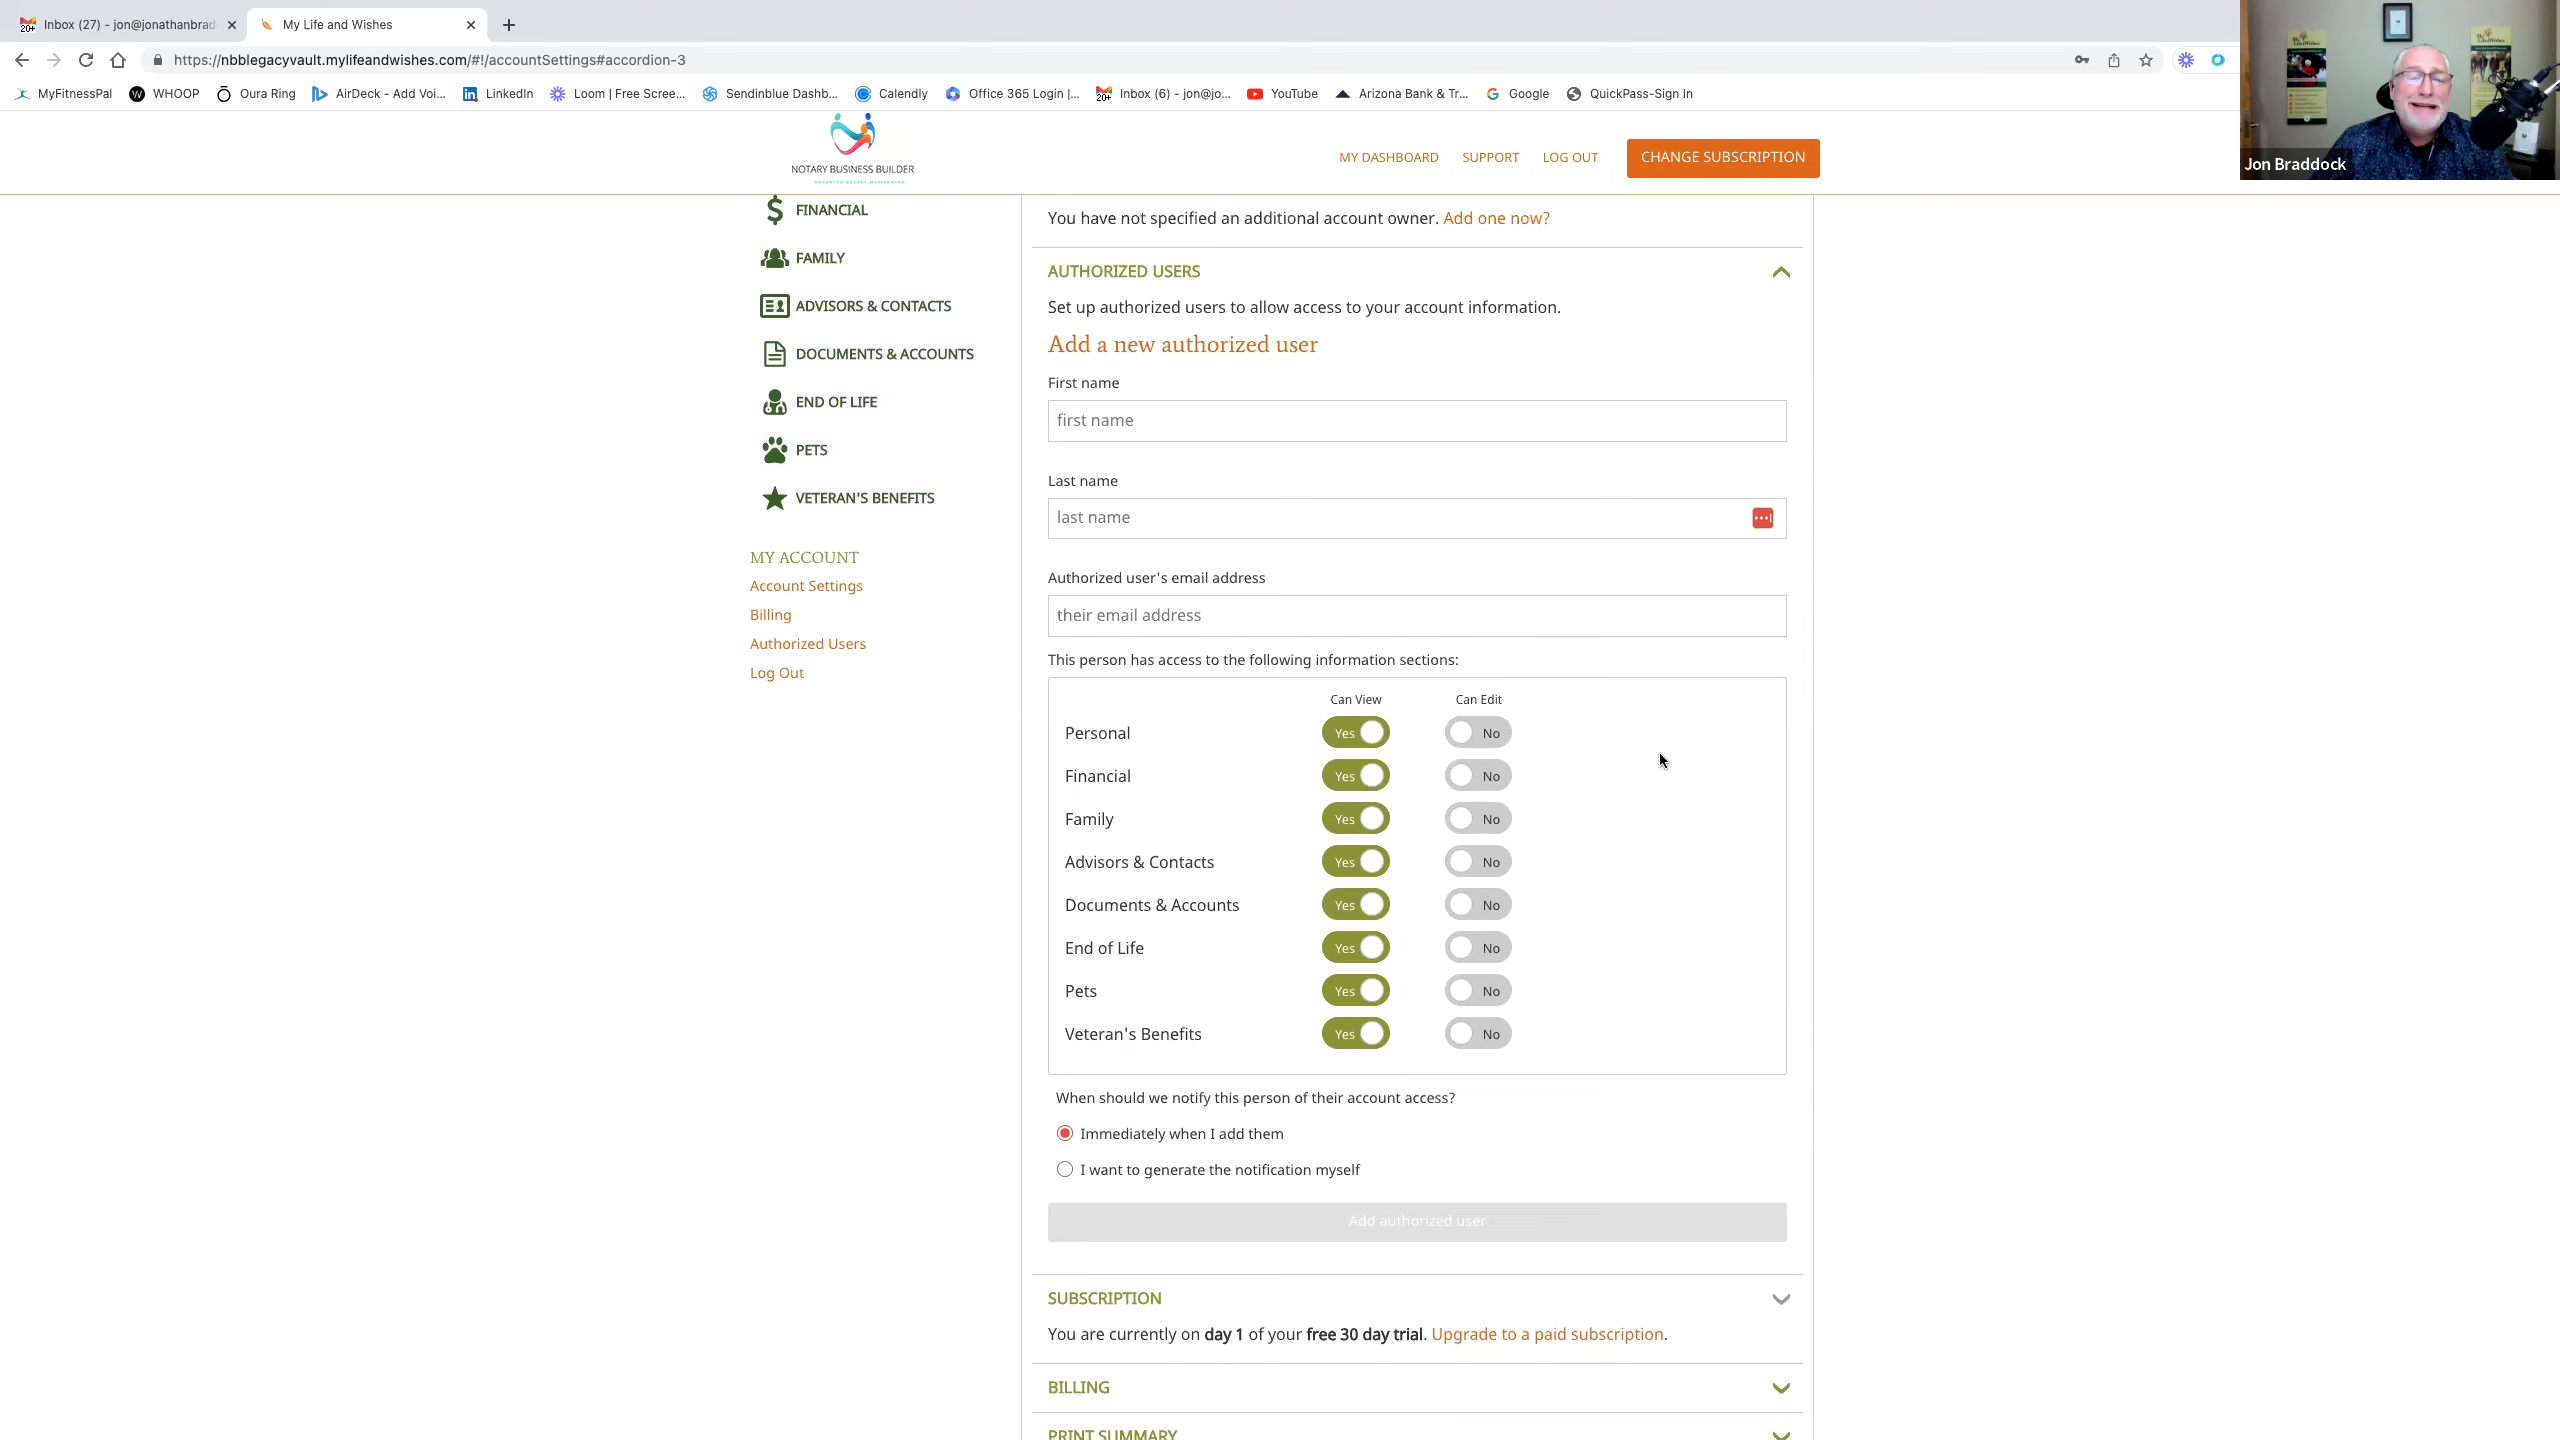 Inbox (27) - jon@jonathanbrad
My Life and Wishes
https://nbblegacyvault.mylifeandwishes.com/#!/accountSettings#accordion-3
MyFitnessPal
WHOOP
Oura Ring
AirDeck - Add Voi...
LinkedIn
Loom | Free Scree...
Sendinblue Dashb...
Calendly
Office 365 Login |...
Inbox (6) - jon@jo...
YouTube
Arizona Bank & Tr...
Google
QuickPass-Sign In
Jon Braddock
NOTARY BUSINESS BUILDER
MY DASHBOARD
SUPPORT
LOG OUT
CHANGE SUBSCRIPTION
FINANCIAL
FAMILY
ADVISORS & CONTACTS
DOCUMENTS & ACCOUNTS
END OF LIFE
PETS
VETERAN'S BENEFITS
MY ACCOUNT
Account Settings
Billing
Authorized Users
Log Out
You have not specified an additional account owner. Add one now?
AUTHORIZED USERS
Set up authorized users to allow access to your account information.
Add a new authorized user
First name
first name
Last name
last name
Authorized user's email address
their email address
This person has access to the following information sections:
Can View Can Edit
Personal Yes No
Financial Yes No
Family Yes No
Advisors & Contacts Yes No
Documents & Accounts Yes No
End of Life Yes No
Pets Yes No
Veteran's Benefits Yes No
When should we notify this person of their account access?
Immediately when I add them
I want to generate the notification myself
Add authorized user
SUBSCRIPTION
You are currently on day 1 of your free 30 day trial. Upgrade to a paid subscription.
BILLING
PRINT SUMMARY